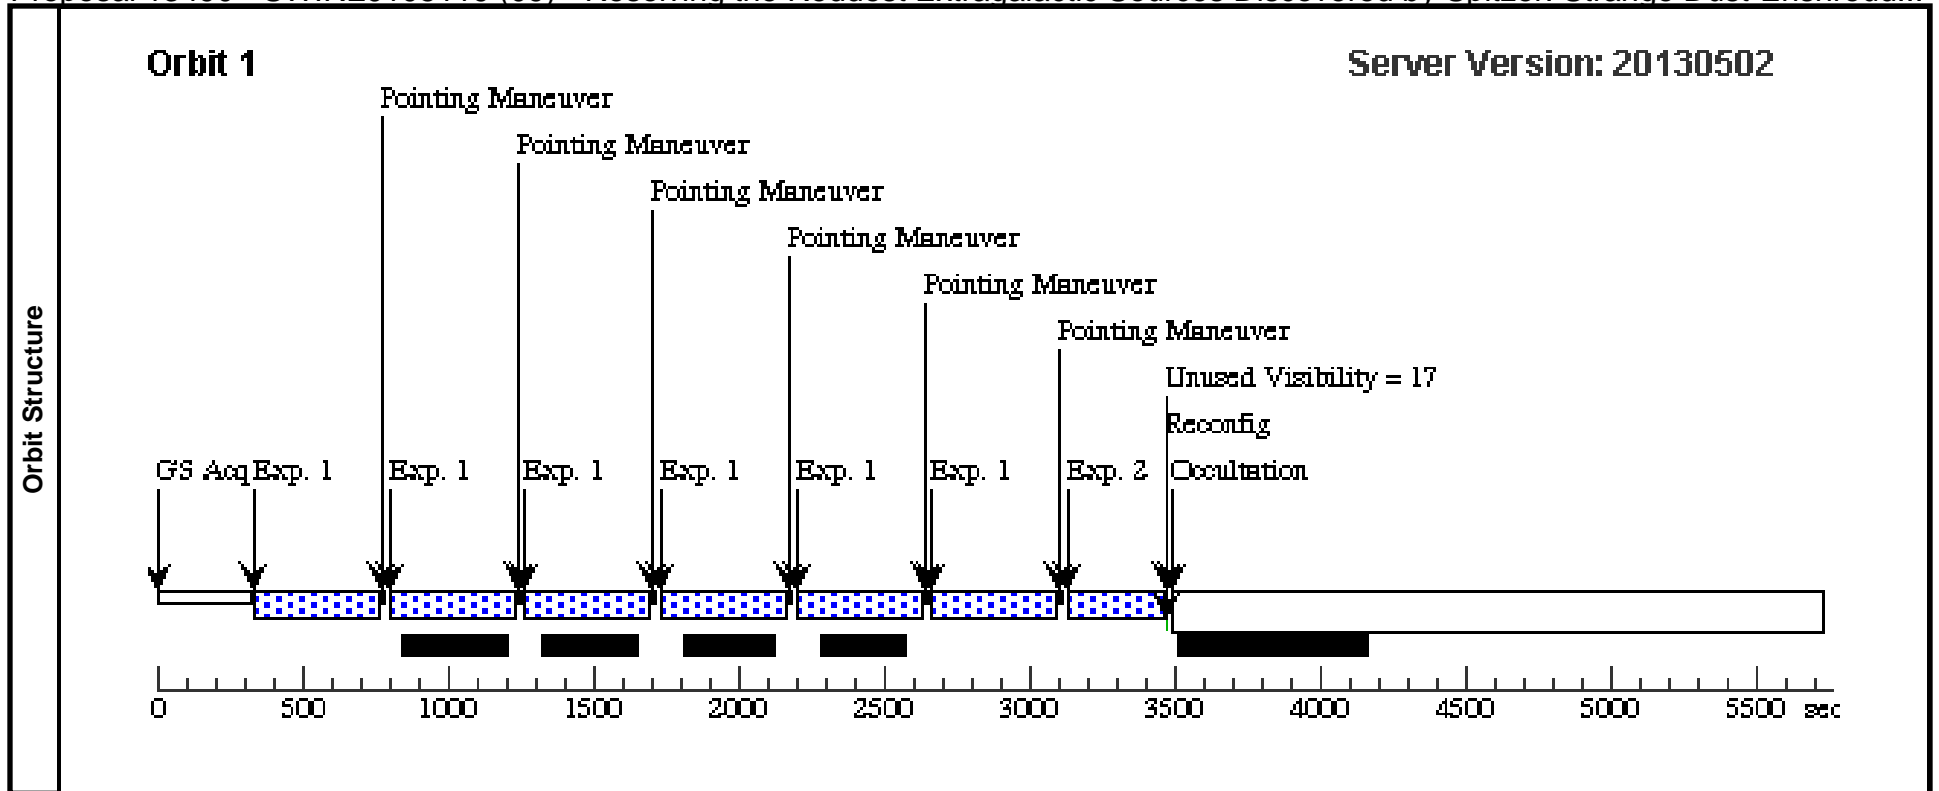 Orbit Structure
Orbit 1
Server Version: 20130502
Pointing Maneuver
Pointing Maneuver
Pointing Maneuver
Pointing Maneuver
Pointing Maneuver
Pointing Maneuver
Unused Visibility = 17
Reconfig
GS Acq Exp. 1 Exp. 1 Exp. 1 Exp. 1 Exp. 1 Exp. 1 Exp. 2 Occultation
0 500 1000 1500 2000 2500 3000 3500 4000 4500 5000 5500 sec